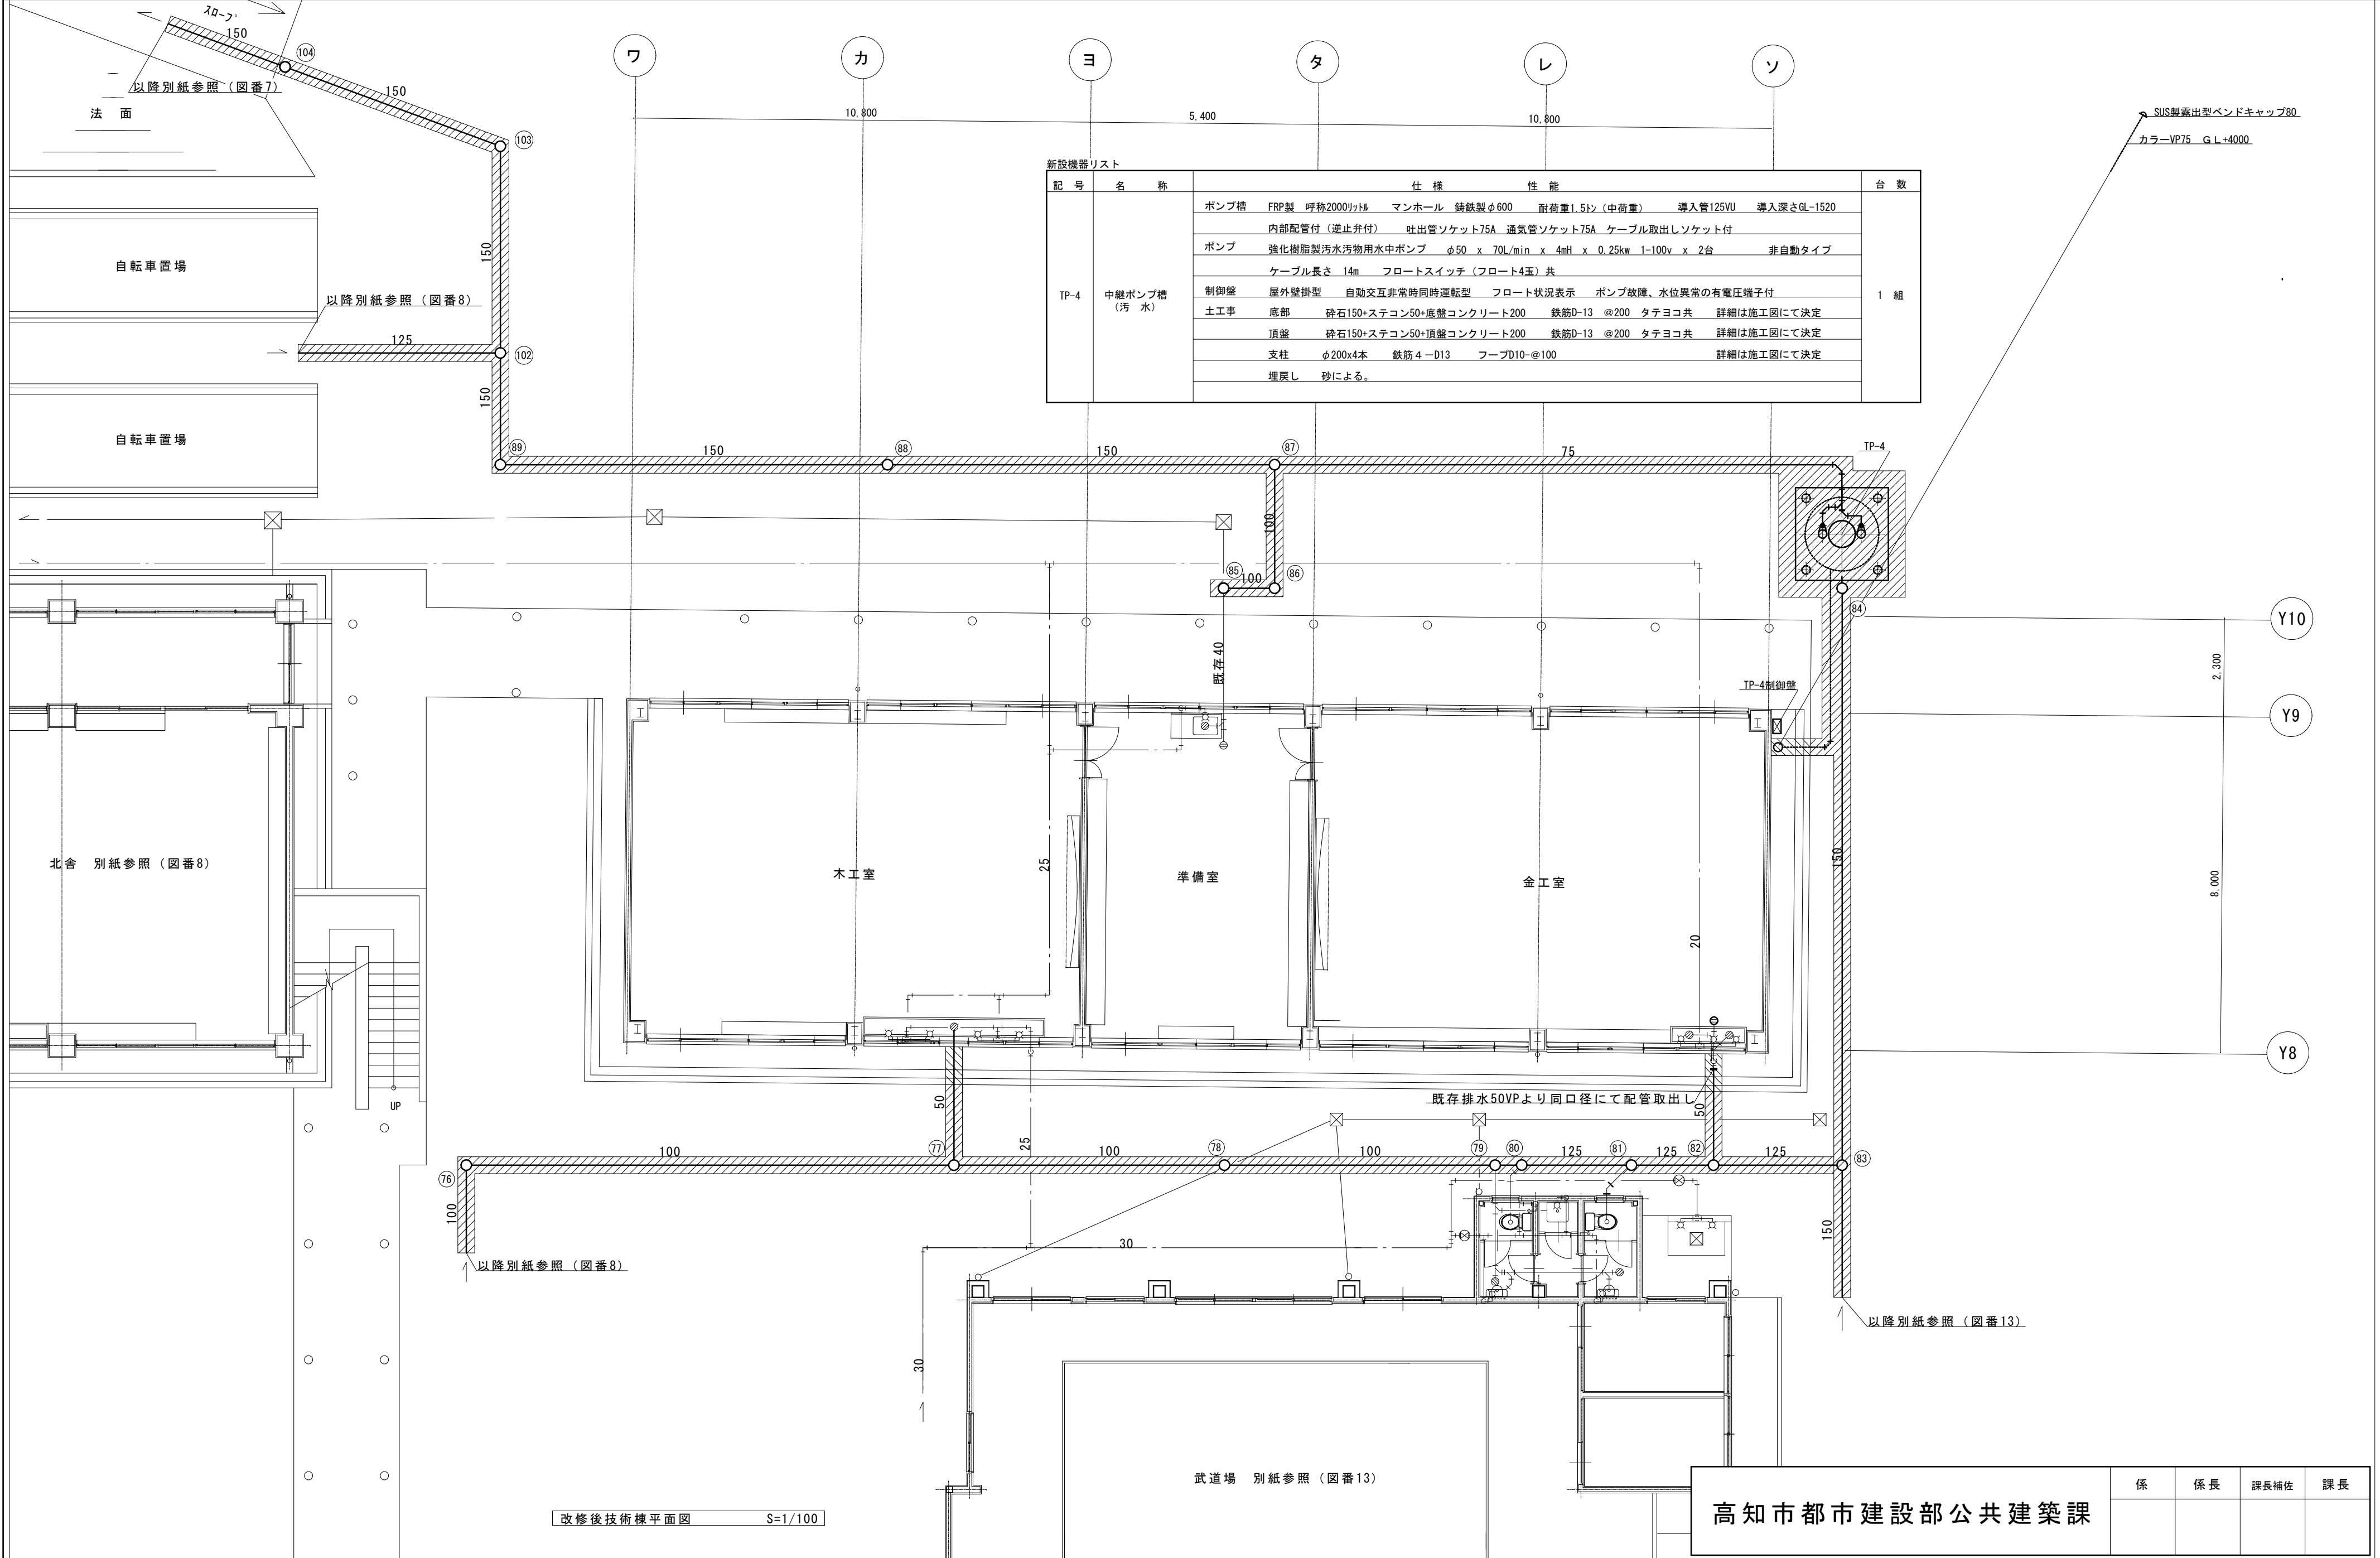 スロープ
150
104
以降別紙参照（図番7）
150
法　面
103
ワ
カ
ヨ
タ
レ
ソ
10,800
5,400
10,800
SUS製露出型ベンドキャップ80
カラーVP75　ＧＬ+4000
新設機器リスト
記　号　名　　称　仕　様　性　能　台　数
ポンプ槽　FRP製　呼称2000リットル　マンホール　鋳鉄製φ600　耐荷重1.5トン（中荷重）　導入管125VU　導入深さGL-1520
内部配管付（逆止弁付）　吐出管ソケット75A　通気管ソケット75A　ケーブル取出しソケット付
ポンプ　強化樹脂製汚水汚物用水中ポンプ　φ50　x　70L/min　x　4mH　x　0.25kw　1-100v　x　2台　非自動タイプ
ケーブル長さ　14m　フロートスイッチ（フロート4玉）共
TP-4　中継ポンプ槽
（汚　水）
制御盤　屋外壁掛型　自動交互非常時同時運転型　フロート状況表示　ポンプ故障、水位異常の有電圧端子付
1　組
土工事　底部　砕石150+ステコン50+底盤コンクリート200　鉄筋D-13　@200　タテヨコ共　詳細は施工図にて決定
頂盤　砕石150+ステコン50+頂盤コンクリート200　鉄筋D-13　@200　タテヨコ共　詳細は施工図にて決定
支柱　φ200x4本　鉄筋４－D13　フープD10-@100　詳細は施工図にて決定
埋戻し　砂による。
自転車置場
150
以降別紙参照（図番8）
125
102
150
自転車置場
89
150
88
150
87
75
TP-4
100
85
100
86
84
Y10
既存40
2,300
TP-4制御盤
Y9
北舎　別紙参照（図番8）
木工室
25
準備室
金工室
20
150
8,000
Y8
UP
50
既存排水50VPより同口径にて配管取出し
50
25
76
100
77
100
78
100
79
80
125
81
125
82
125
83
100
150
以降別紙参照（図番8）
30
30
以降別紙参照（図番13）
武道場　別紙参照（図番13）
改修後技術棟平面図　S=1/100
高知市都市建設部公共建築課
係　係長　課長補佐　課長